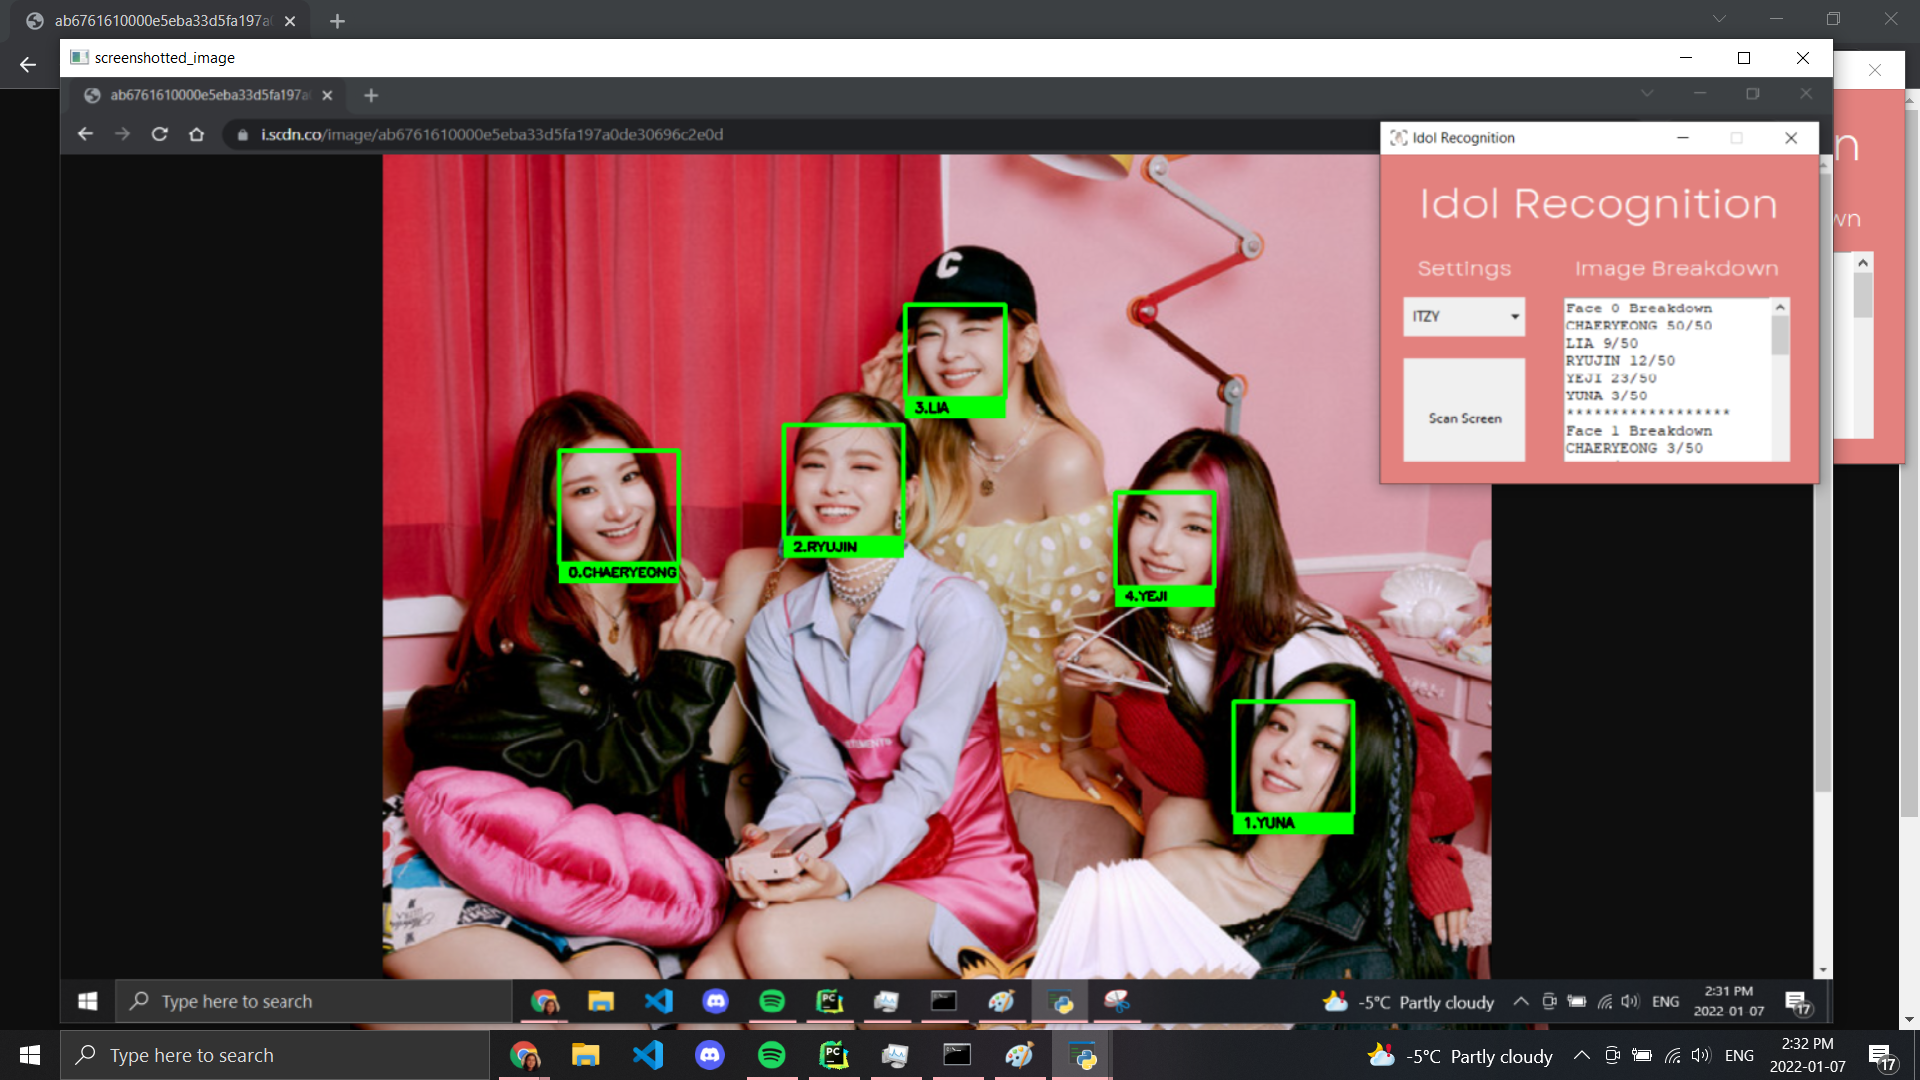 ab6761610000e5eba33d5fa197a
screenshotted_image
ab6761610000e5eba33d5fa197a
i.scdn.co/image/ab6761610000e5eba33d5fa197a0de30696c2e0d
Idol Recognition
Idol Recognition
n
Settings
Image Breakdown
wn
ITZY
Scan Screen
Face 0 Breakdown
CHAERYEONG 50/50
LIA 9/50
RYUJIN 12/50
YEJI 23/50
YUNA 3/50
******************
Face 1 Breakdown
CHAERYEONG 3/50
C
3.LIA
2.RYUJIN
0.CHAERYEONG
4.YEJI
1.YUNA
Type here to search
PC
-5°C Partly cloudy
ENG
2:31 PM
2022-01-07
17
Type here to search
PC
-5°C Partly cloudy
ENG
2:32 PM
2022-01-07
17